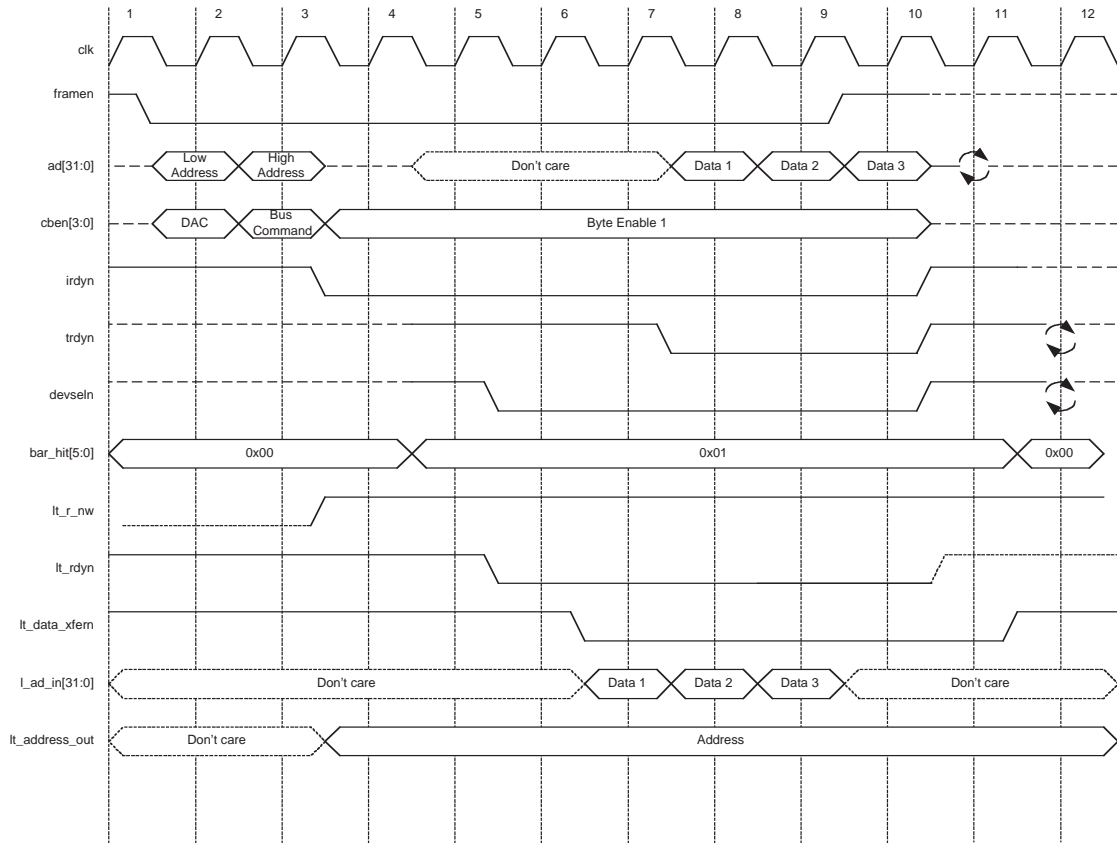 1 2 3 4 5 6 7 8 9 10 11 12
clk
framen
ad[31:0]
Low
Address
High
Address
Don't care
Data 1
Data 2
Data 3
cben[3:0]
DAC
Bus
Command
Byte Enable 1
irdyn
trdyn
devseln
bar_hit[5:0]
0x00
0x01
0x00
lt_r_nw
lt_rdyn
lt_data_xfern
l_ad_in[31:0]
Don't care
Data 1
Data 2
Data 3
Don't care
lt_address_out
Don't care
Address